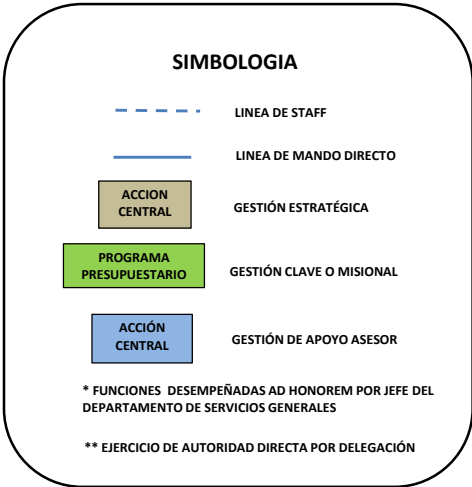 SIMBOLOGIA
LINEA DE STAFF
LINEA DE MANDO DIRECTO
ACCION
CENTRAL
GESTIÓN ESTRATÉGICA
PROGRAMA
PRESUPUESTARIO
GESTIÓN CLAVE O MISIONAL
ACCIÓN
CENTRAL
GESTIÓN DE APOYO ASESOR
* FUNCIONES DESEMPEÑADAS AD HONOREM POR JEFE DEL
DEPARTAMENTO DE SERVICIOS GENERALES
** EJERCICIO DE AUTORIDAD DIRECTA POR DELEGACIÓN